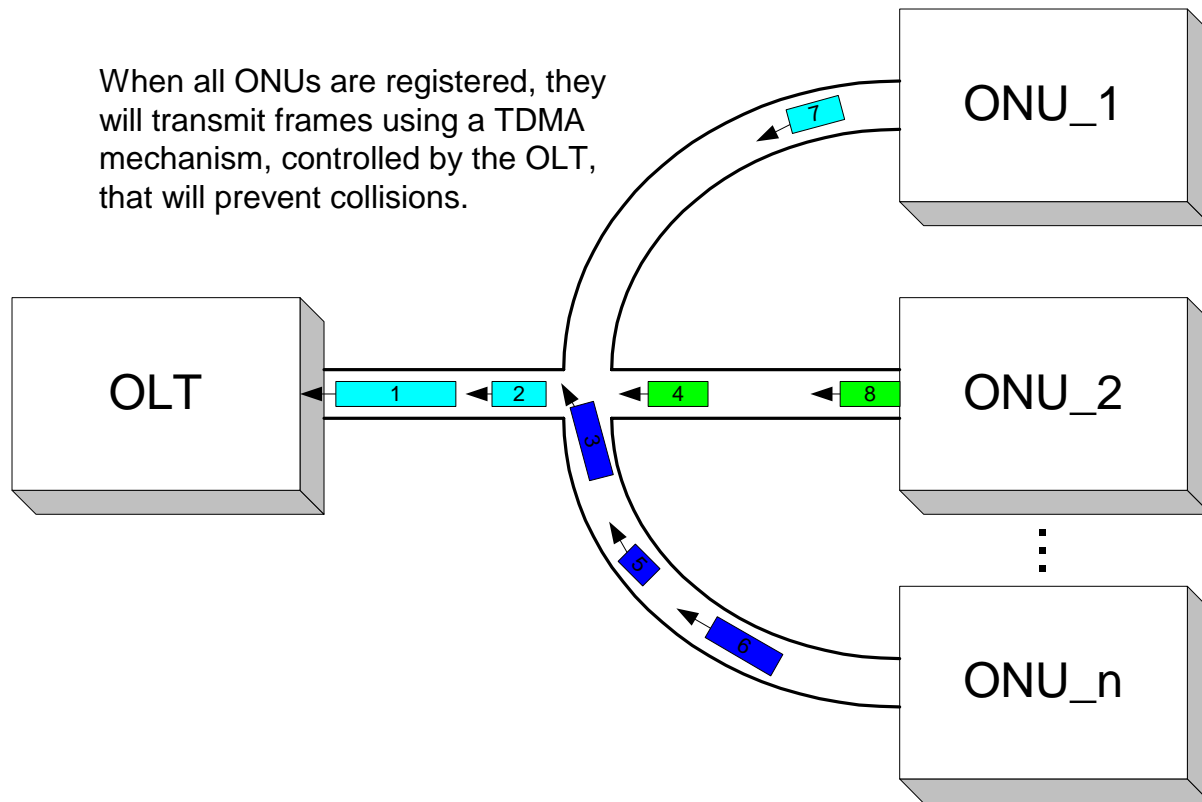 When all ONUs are registered, they
will transmit frames using a TDMA
mechanism, controlled by the OLT,
that will prevent collisions.
7
ONU_1
OLT
1
2
3
4
8
ONU_2
5
6
ONU_n